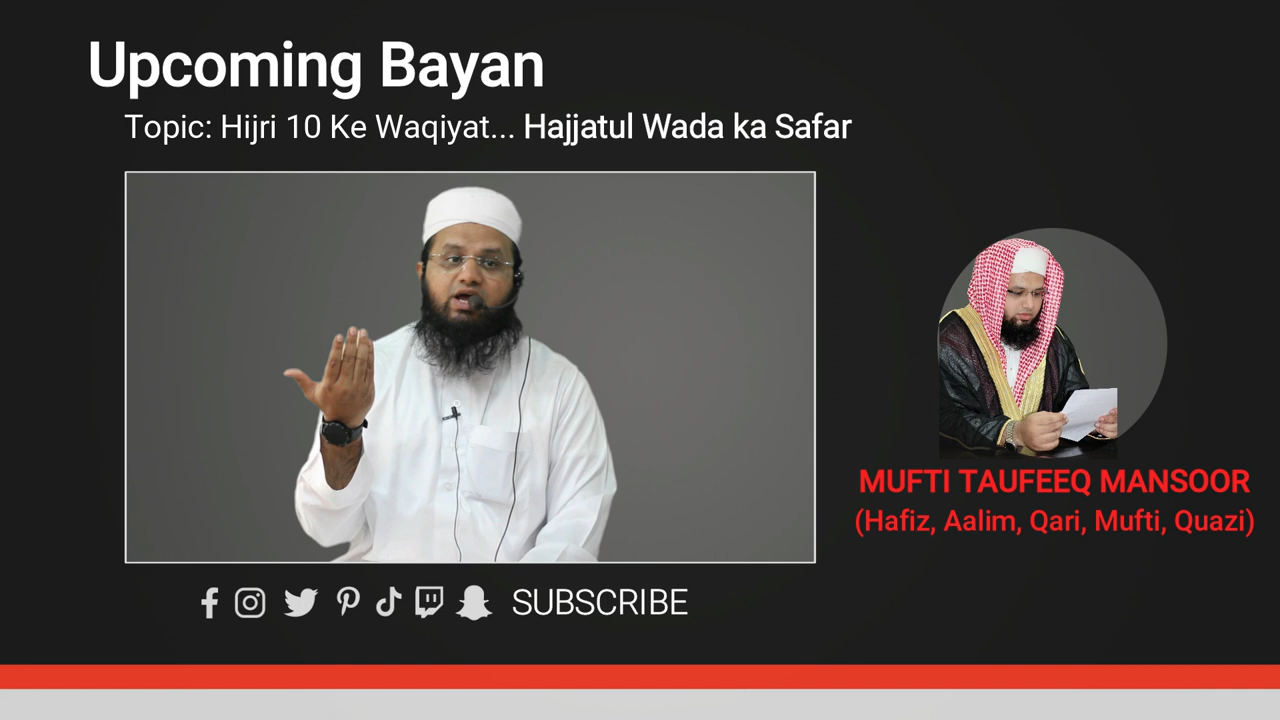 Upcoming Bayan
Topic: Hijri 10 Ke Waqiyat... Hajjatul Wada ka Safar
MUFTI TAUFEEQ MANSOOR
(Hafiz, Aalim, Qari, Mufti, Quazi)
SUBSCRIBE